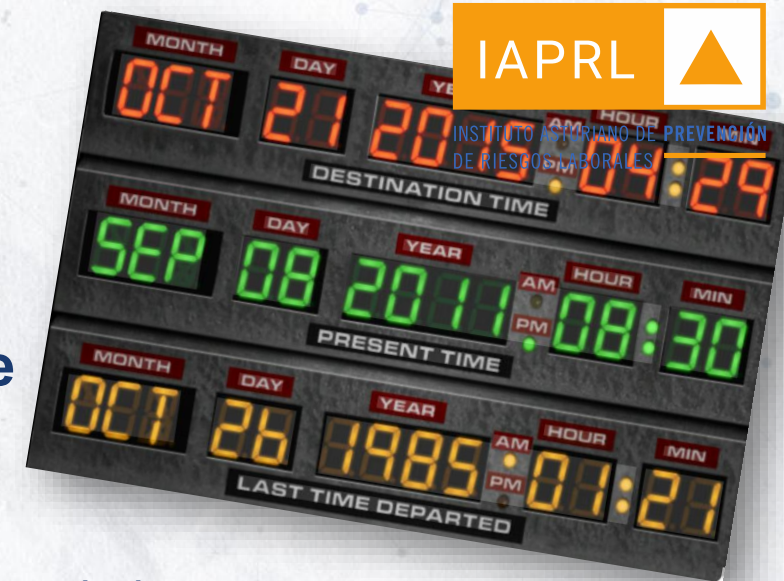 IAPRL
INSTITUTO ASTURIANO DE PREVENCIÓN
DE RIESGOS LABORALES
MONTH DAY HOUR MIN
OCT 21 2015 AM PM 04:29
DESTINATION TIME
MONTH DAY YEAR HOUR MIN
SEP 08 2011 AM PM 08:30
PRESENT TIME
MONTH DAY YEAR HOUR MIN
OCT 26 1985 AM PM 01:21
LAST TIME DEPARTED